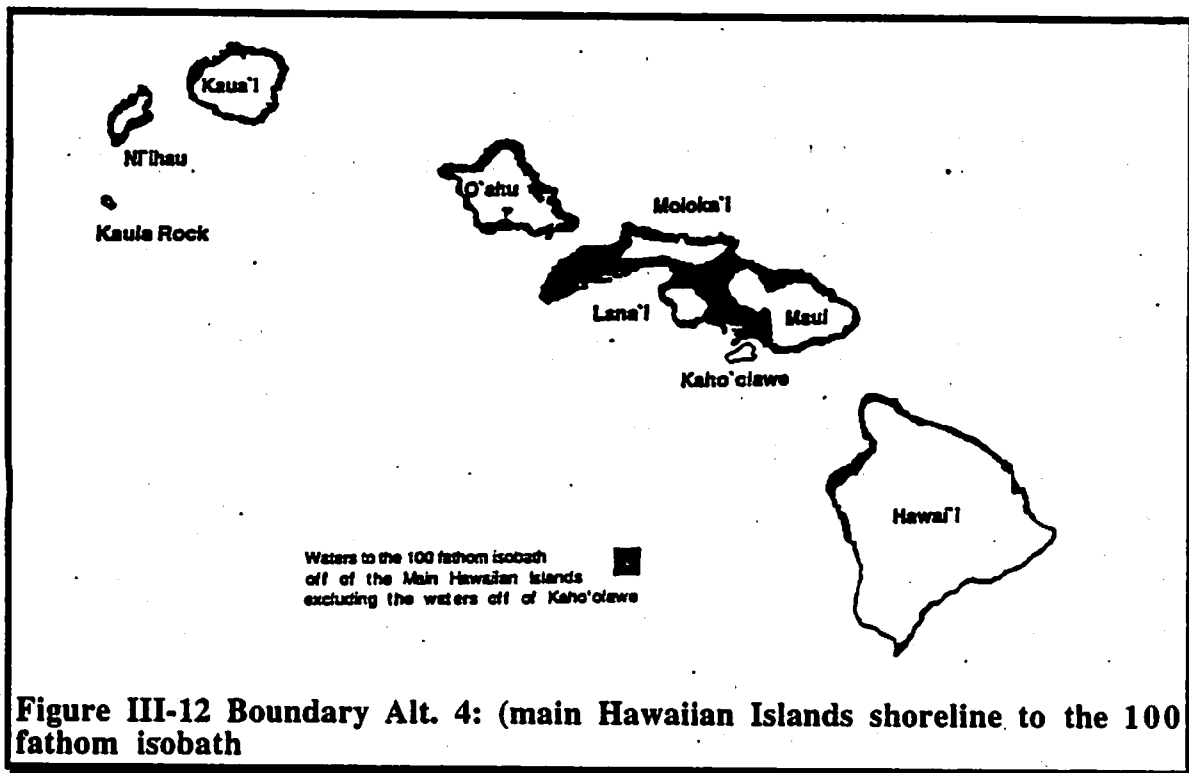 Kaua'i
Ni'ihau
Kaula Rock
O'ahu
Moloka'i
Lana'i
Maui
Kaho'olawe
Hawai'i
Waters to the 100 fathom isobath
off of the Main Hawaiian Islands
excluding the waters off of Kaho'olawe
Figure III-12 Boundary Alt. 4: (main Hawaiian Islands shoreline to the 100
fathom isobath